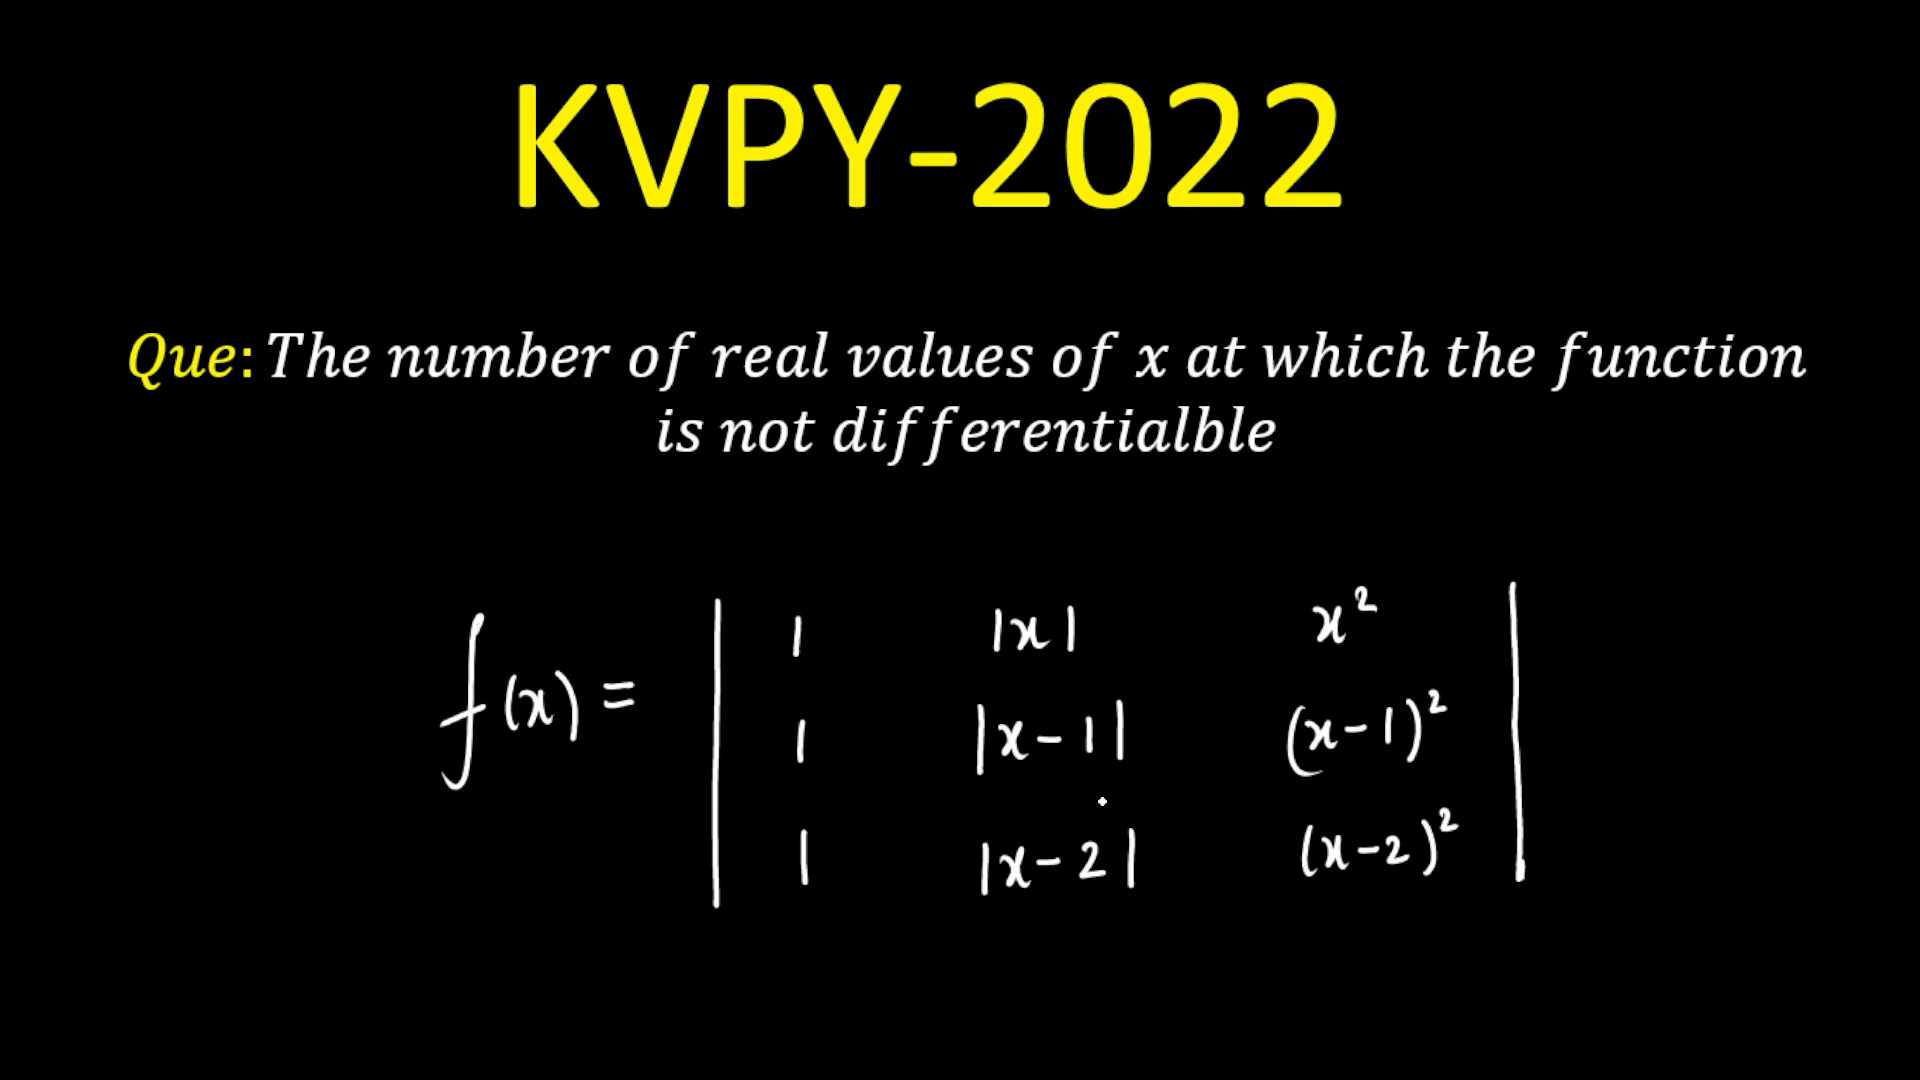 KVPY-2022
Que: The number of real values of x at which the function
is not differentialble
1 |x| x²
f(x) = 1 |x-1| (x-1)²
1 |x-2| (x-2)²